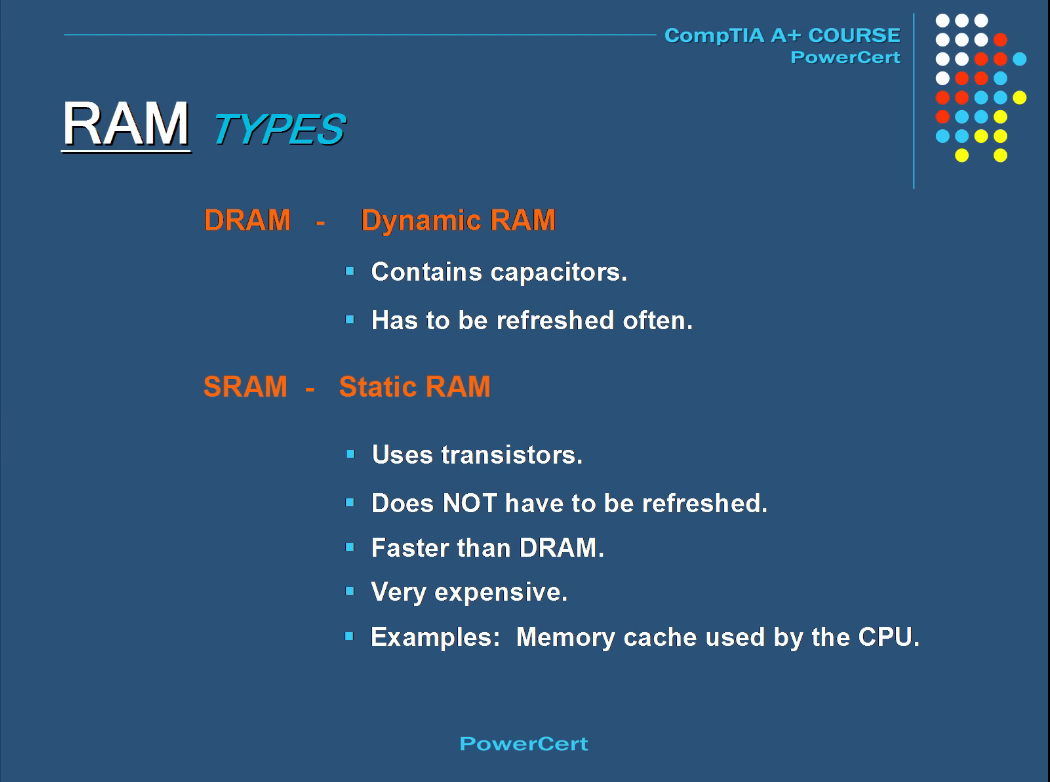 CompTIA A+ COURSE
PowerCert
RAM TYPES
DRAM - Dynamic RAM
▪ Contains capacitors.
▪ Has to be refreshed often.
SRAM - Static RAM
▪ Uses transistors.
▪ Does NOT have to be refreshed.
▪ Faster than DRAM.
▪ Very expensive.
▪ Examples: Memory cache used by the CPU.
PowerCert